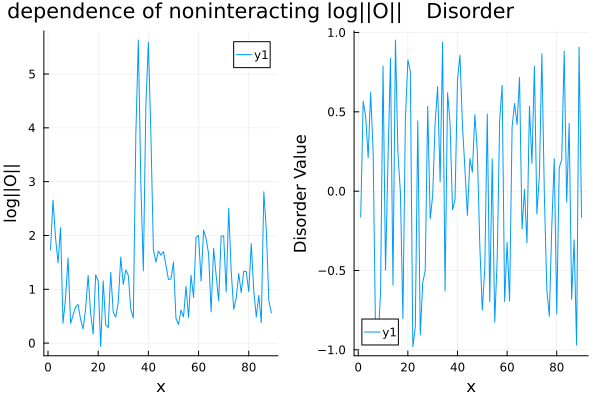 dependence of noninteracting log||O|| Disorder
log||O||
5
4
3
2
1
0
0 20 40 60 80
x
y1
Disorder Value
1.0
0.5
0.0
−0.5
−1.0
0 20 40 60 80
x
y1